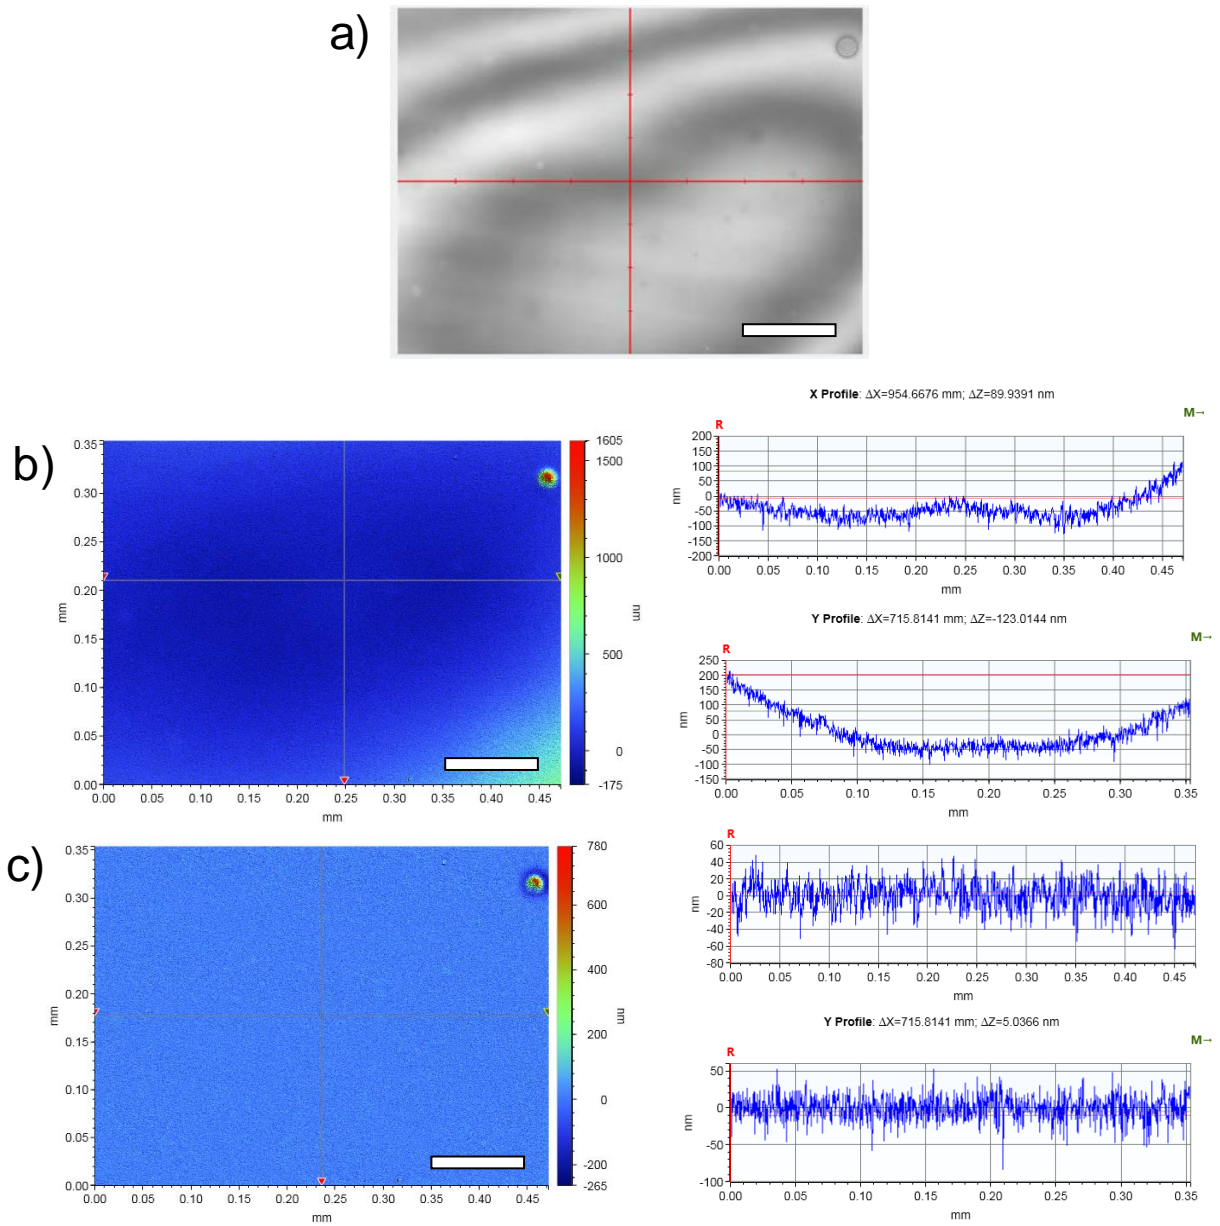 a)
b)
0.35
0.30
0.25
0.20
0.15
0.10
0.05
0.00
mm
0.00 0.05 0.10 0.15 0.20 0.25 0.30 0.35 0.40 0.45
mm
1605
1500
1000
500
0
-175
nm
X Profile: ΔX=954.6676 mm; ΔZ=89.9391 nm
M→
R
200
150
100
50
0
-50
-100
-150
-200
nm
0.00 0.05 0.10 0.15 0.20 0.25 0.30 0.35 0.40 0.45
mm
Y Profile: ΔX=715.8141 mm; ΔZ=-123.0144 nm
M→
R
250
200
150
100
50
0
-50
-100
-150
nm
0.00 0.05 0.10 0.15 0.20 0.25 0.30 0.35
mm
c)
0.35
0.30
0.25
0.20
0.15
0.10
0.05
0.00
mm
0.00 0.05 0.10 0.15 0.20 0.25 0.30 0.35 0.40 0.45
mm
780
600
400
200
0
-200
-265
nm
R
60
40
20
0
-20
-40
-60
-80
nm
0.00 0.05 0.10 0.15 0.20 0.25 0.30 0.35 0.40 0.45
mm
Y Profile: ΔX=715.8141 mm; ΔZ=5.0366 nm
M→
R
50
0
-50
-100
nm
0.00 0.05 0.10 0.15 0.20 0.25 0.30 0.35
mm